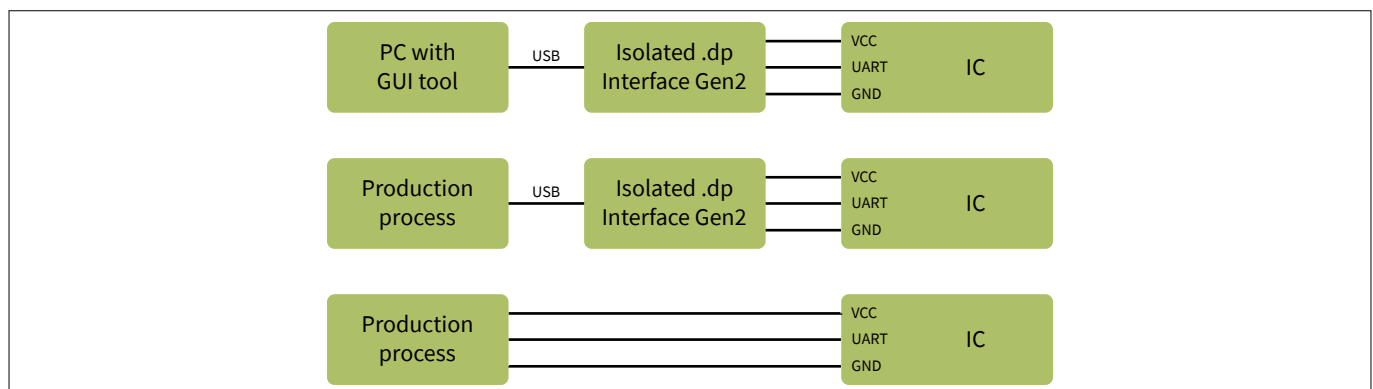 PC with
GUI tool
USB
Isolated .dp
Interface Gen2
VCC
UART
GND
IC
Production
process
USB
Isolated .dp
Interface Gen2
VCC
UART
GND
IC
Production
process
VCC
UART
GND
IC